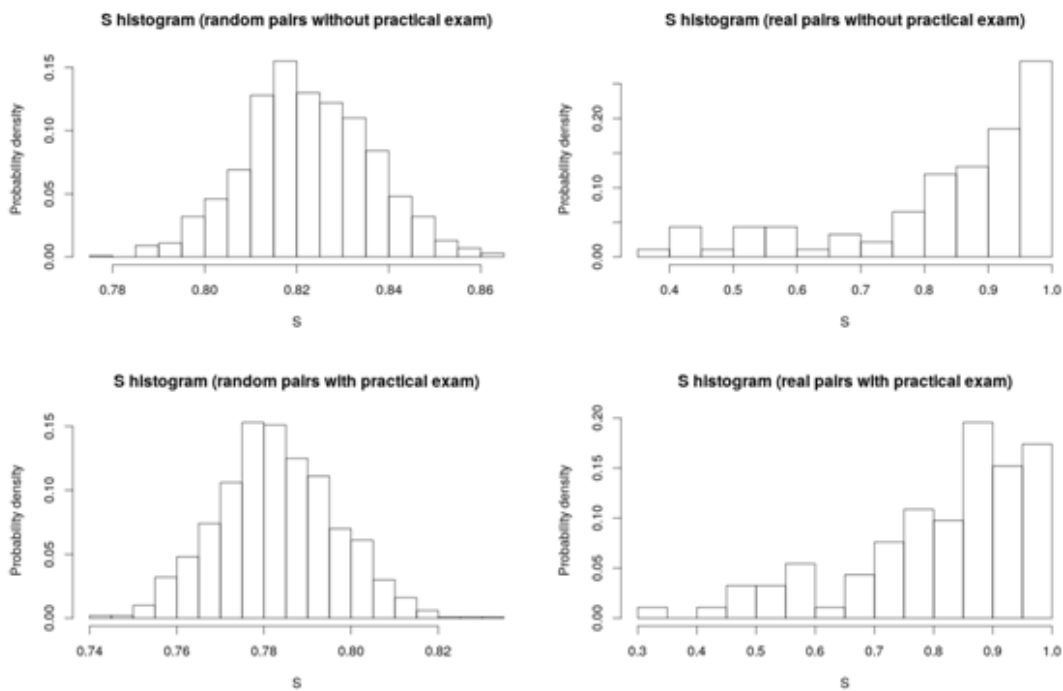 S histogram (random pairs without practical exam)
Probability density
0.00 0.05 0.10 0.15
0.78 0.80 0.82 0.84 0.86
S
S histogram (real pairs without practical exam)
Probability density
0.00 0.10 0.20
0.4 0.5 0.6 0.7 0.8 0.9 1.0
S
S histogram (random pairs with practical exam)
Probability density
0.00 0.05 0.10 0.15
0.74 0.76 0.78 0.80 0.82
S
S histogram (real pairs with practical exam)
Probability density
0.00 0.05 0.10 0.15 0.20
0.3 0.4 0.5 0.6 0.7 0.8 0.9 1.0
S